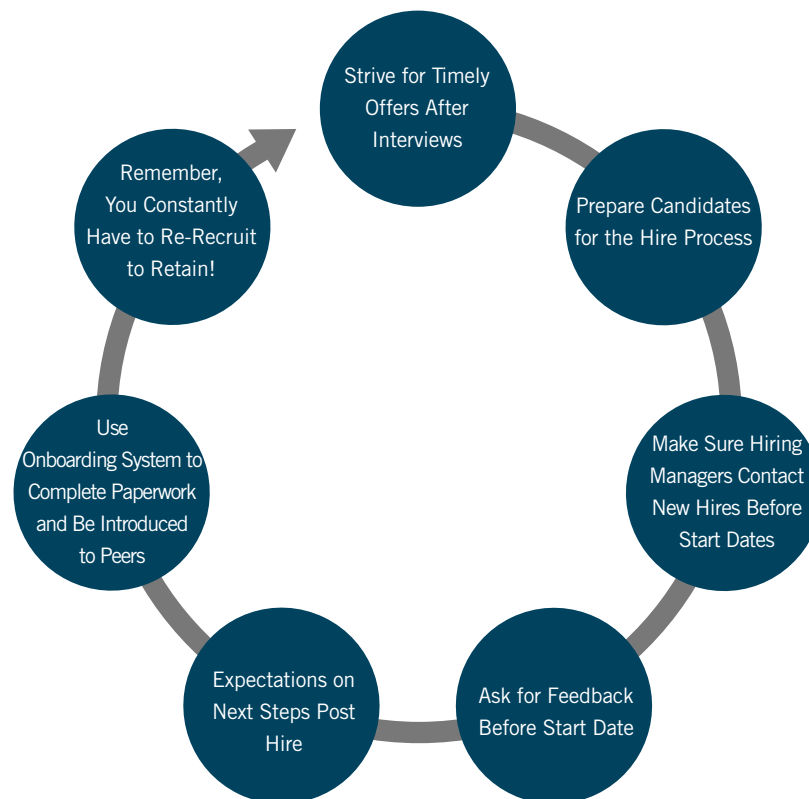 Strive for Timely
Offers After
Interviews
Prepare Candidates
for the Hire Process
Make Sure Hiring
Managers Contact
New Hires Before
Start Dates
Ask for Feedback
Before Start Date
Expectations on
Next Steps Post
Hire
Use
Onboarding System to
Complete Paperwork
and Be Introduced
to Peers
Remember,
You Constantly
Have to Re-Recruit
to Retain!